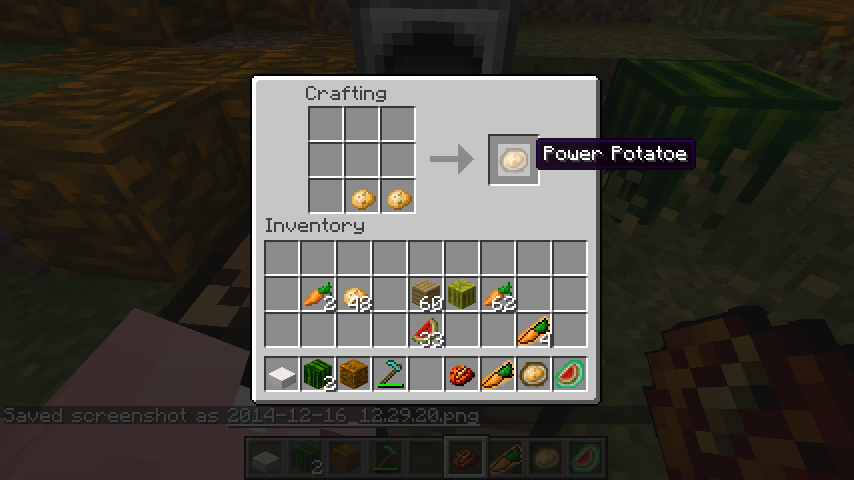 Crafting
Power Potatoe
Inventory
2 48 60 62
33 4
2
Saved screenshot as 2014-12-16_12.29.20.png
2